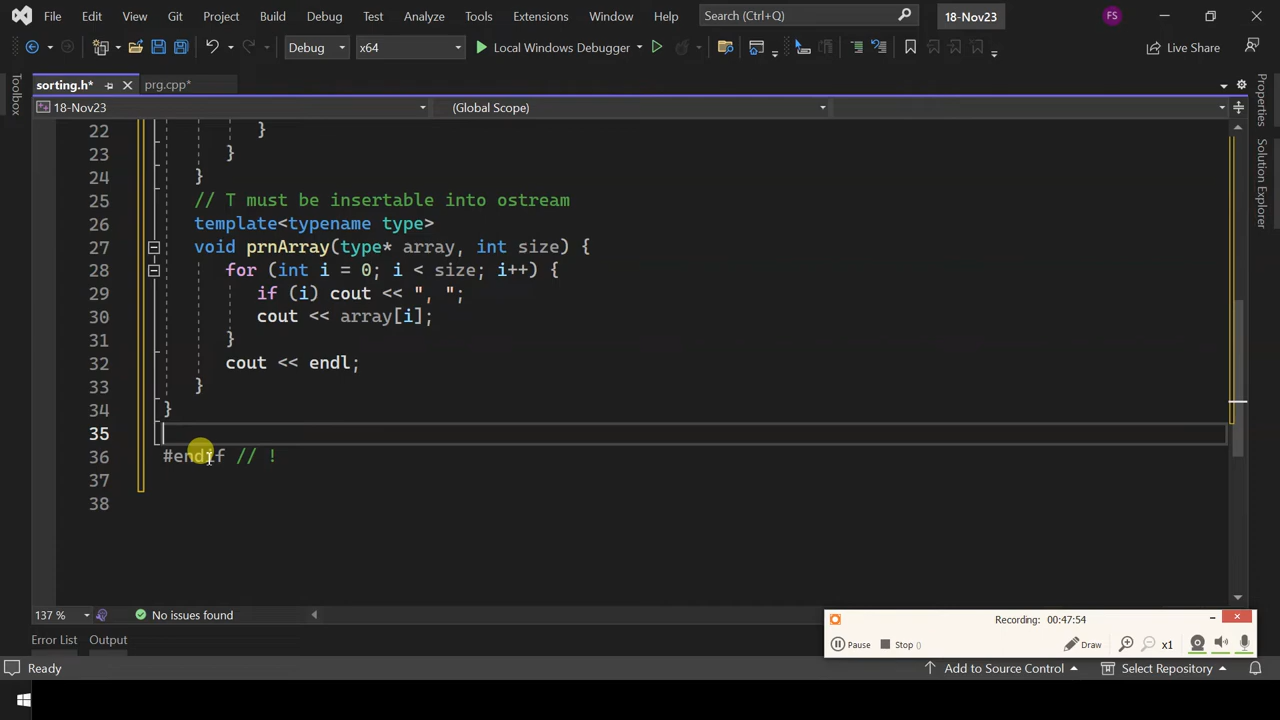 File Edit View Git Project Build Debug Test Analyze Tools Extensions Window Help Search (Ctrl+Q) 18-Nov23 FS
Debug x64 Local Windows Debugger Live Share
Toolbox
sorting.h* prg.cpp*
18-Nov23 (Global Scope)
Properties
Solution Explorer
22 }
23 }
24 }
25 // T must be insertable into ostream
26 template<typename type>
27 void prnArray(type* array, int size) {
28 for (int i = 0; i < size; i++) {
29 if (i) cout << ", ";
30 cout << array[i];
31 }
32 cout << endl;
33 }
34 }
35
36 #endif // !
37
38
137 % No issues found
Recording: 00:47:54
Pause Stop () Draw x1
Error List Output
Ready Add to Source Control Select Repository